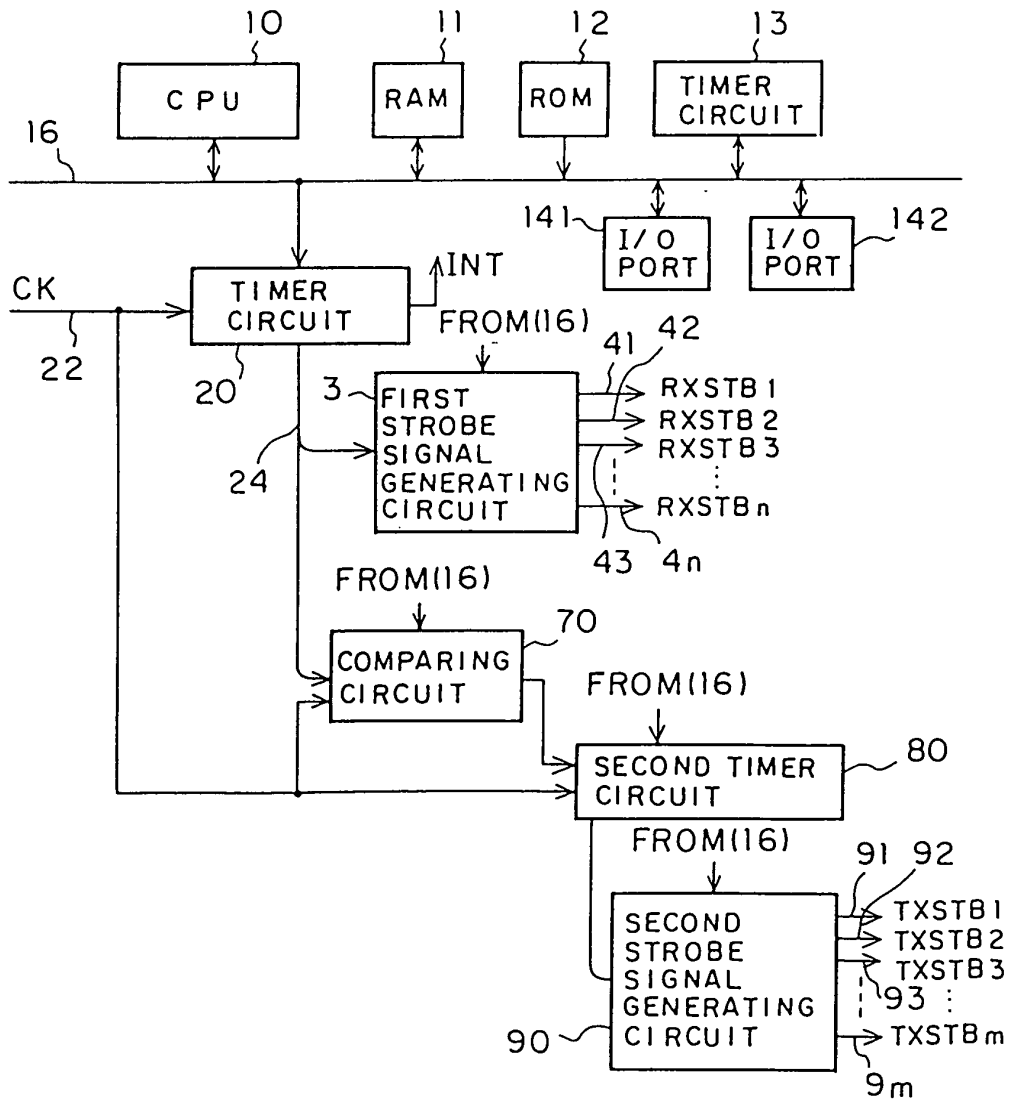 10
11
12
13
CPU
RAM
ROM
TIMER
CIRCUIT
16
141
I/O
PORT
I/O
PORT
142
CK
22
TIMER
CIRCUIT
20
INT
FROM(16)
41
42
3
FIRST
STROBE
SIGNAL
GENERATING
CIRCUIT
RXSTB1
RXSTB2
RXSTB3
RXSTBn
24
43
4n
FROM(16)
70
COMPARING
CIRCUIT
FROM(16)
80
SECOND TIMER
CIRCUIT
FROM(16)
91
92
SECOND
STROBE
SIGNAL
GENERATING
CIRCUIT
90
TXSTB1
TXSTB2
TXSTB3
93
TXSTBm
9m